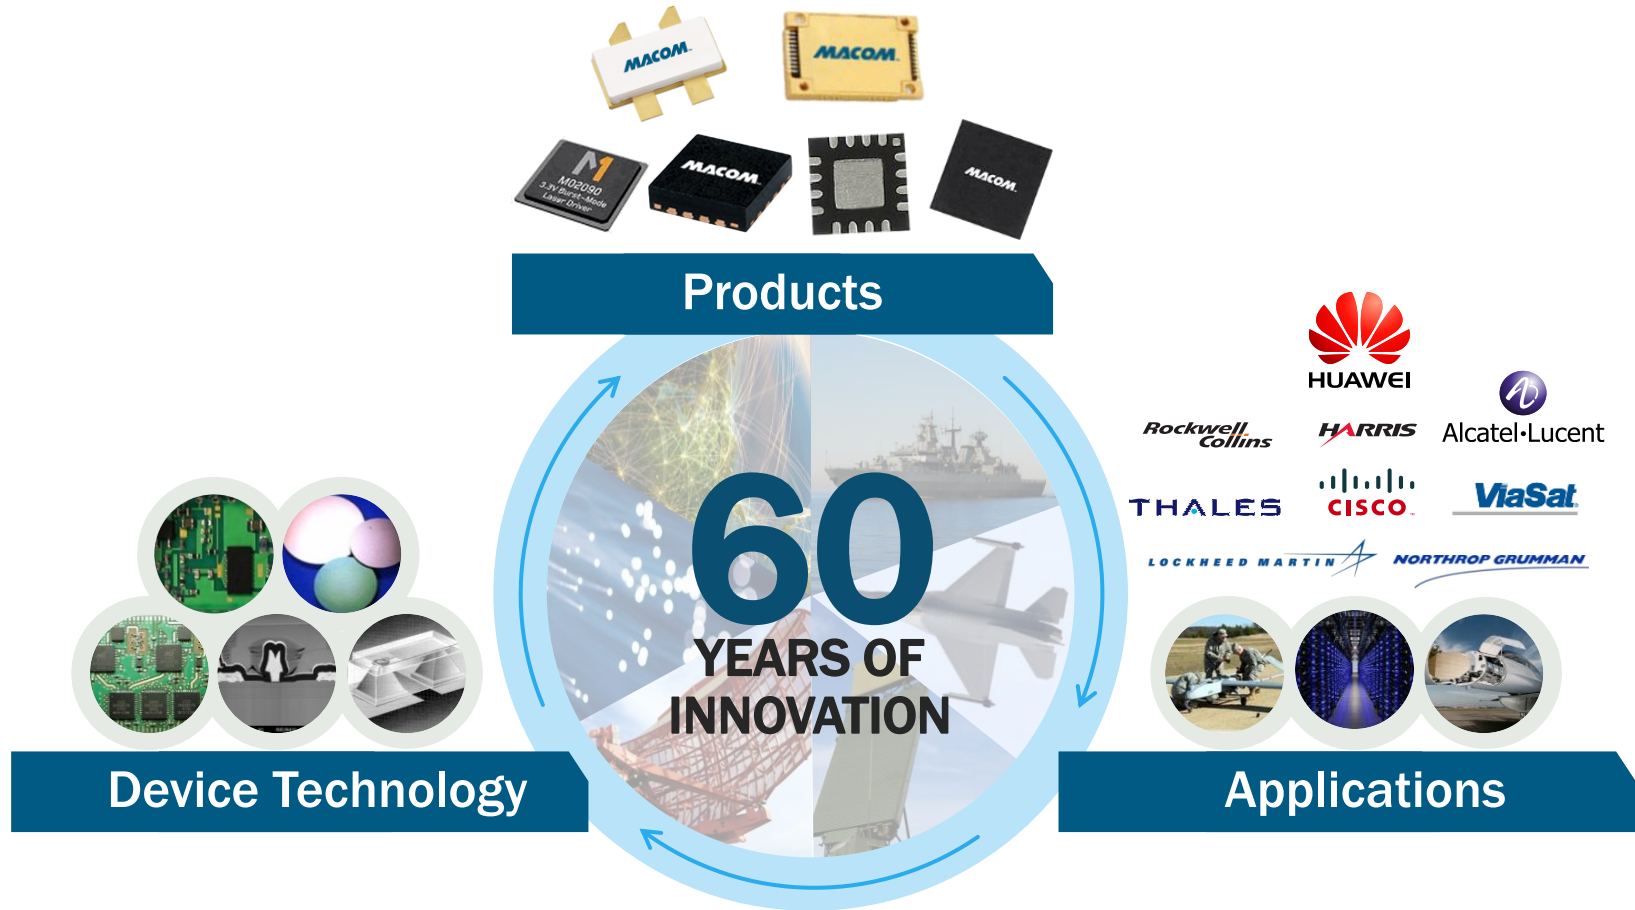 MACOM
MACOM
M1
M02090
3.3V Burst-Mode
Laser Driver
MACOM
MACOM
Products
HUAWEI
Rockwell
Collins
HARRIS
Alcatel·Lucent
THALES
CISCO
ViaSat
LOCKHEED MARTIN
NORTHROP GRUMMAN
60
YEARS OF
INNOVATION
Device Technology
Applications